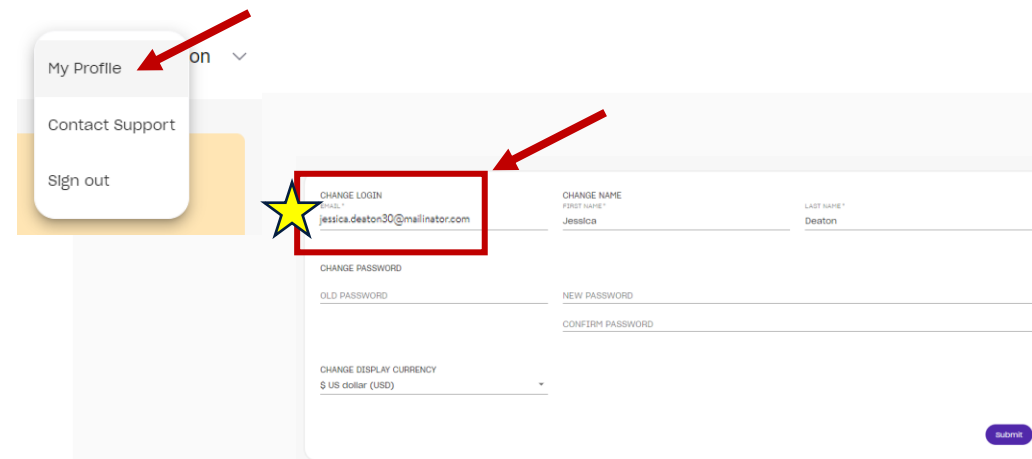 on
My Profile
Contact Support
Sign out
CHANGE LOGIN
EMAIL *
jessica.deaton30@mailinator.com
CHANGE NAME
FIRST NAME *
Jessica
LAST NAME *
Deaton
CHANGE PASSWORD
OLD PASSWORD
NEW PASSWORD
CONFIRM PASSWORD
CHANGE DISPLAY CURRENCY
$ US dollar (USD)
Submit